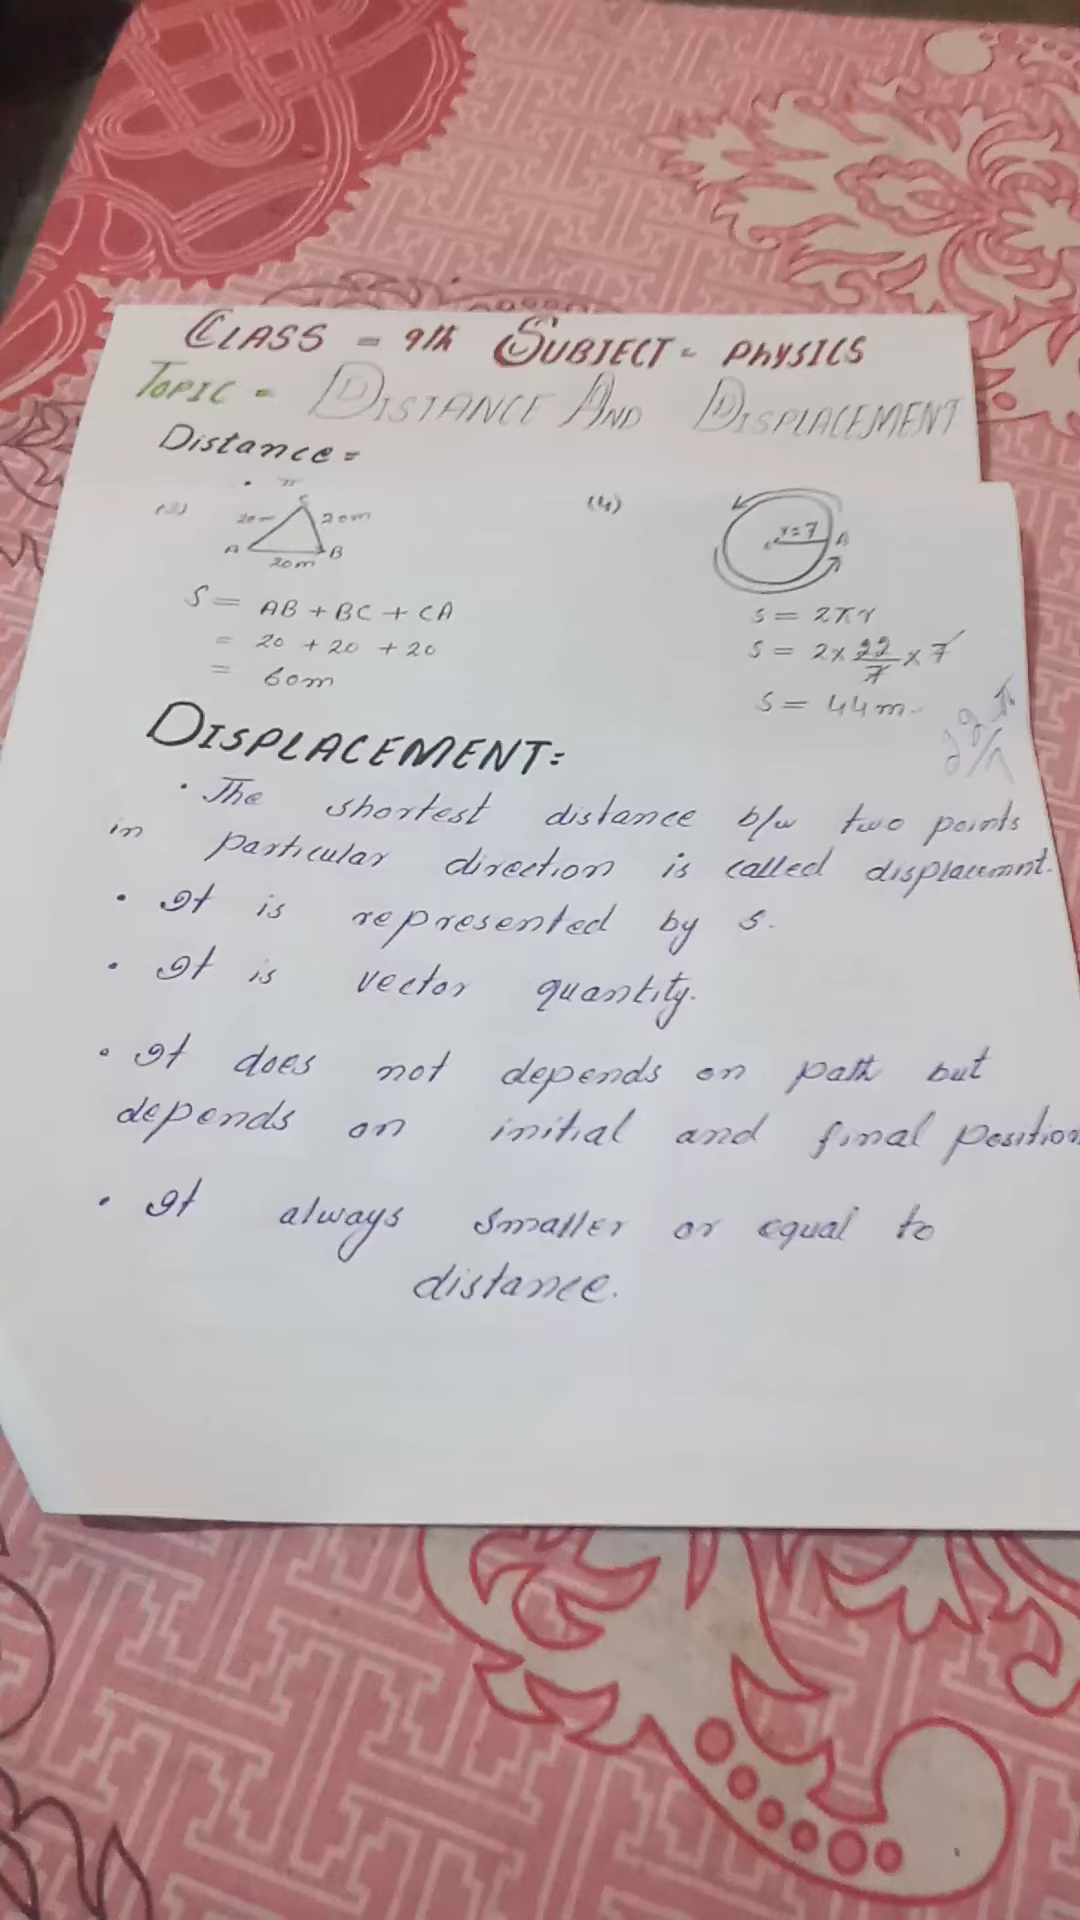 CLASS = 9th SUBJECT = PHYSICS
TOPIC = DISTANCE AND DISPLACEMENT
Distance =
(3) C (4)
20m 20m r=7 A
A B
20m
S = AB + BC + CA
= 20 + 20 + 20
= 60m
S = 2πr
S = 2 × 22/7 × 7
S = 44m
DISPLACEMENT =
• The shortest distance b/w two points
in particular direction is called displacemnt.
• It is represented by s.
• It is vector quantity.
• It does not depends on path but
depends on initial and final position
• It always smaller or equal to
distance.